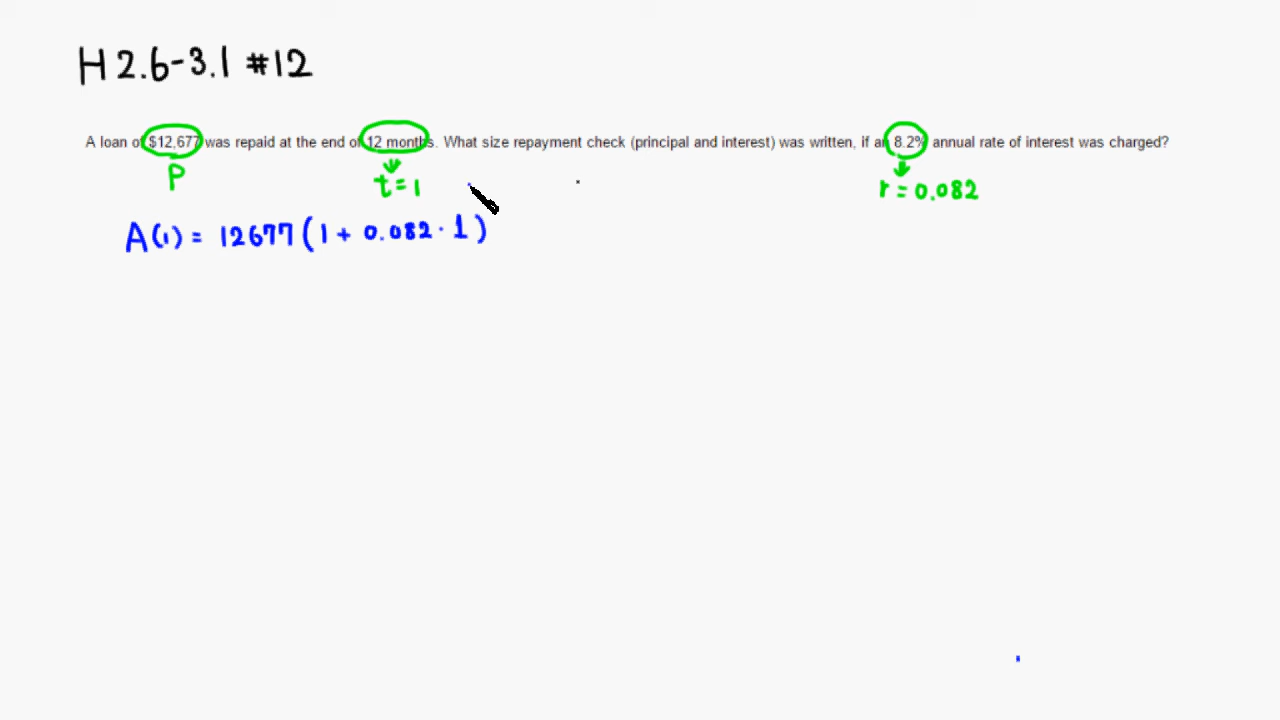 H 2.6-3.1 #12
A loan of $12,677 was repaid at the end of 12 months. What size repayment check (principal and interest) was written, if an 8.2% annual rate of interest was charged?
P
t = 1
r = 0.082
A(1) = 12677 (1 + 0.082 · 1)